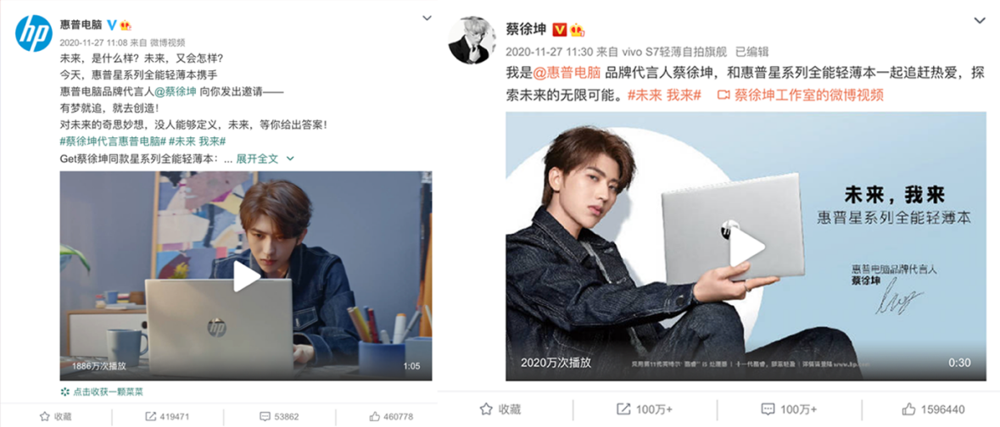 惠普电脑
2020-11-27 11:08 来自 微博视频
未来，是什么样？未来，又会怎样？
今天，惠普星系列全能轻薄本携手
惠普电脑品牌代言人@蔡徐坤 向你发出邀请——
有梦就追，就去创造！
对未来的奇思妙想，没人能够定义，未来，等你给出答案！
#蔡徐坤代言惠普电脑# #未来 我来#
Get蔡徐坤同款星系列全能轻薄本：... 展开全文
hp
1886万次播放
1:05
点击收获一颗菜菜
收藏
419471
53862
460778
蔡徐坤
2020-11-27 11:30 来自 vivo S7轻薄自拍旗舰 已编辑
我是@惠普电脑 品牌代言人蔡徐坤，和惠普星系列全能轻薄本一起追赶热爱，探
索未来的无限可能。#未来 我来# 蔡徐坤工作室的微博视频
未来，我来
惠普星系列全能轻薄本
惠普电脑品牌代言人
蔡徐坤
2020万次播放
0:30
收藏
100万+
100万+
1596440